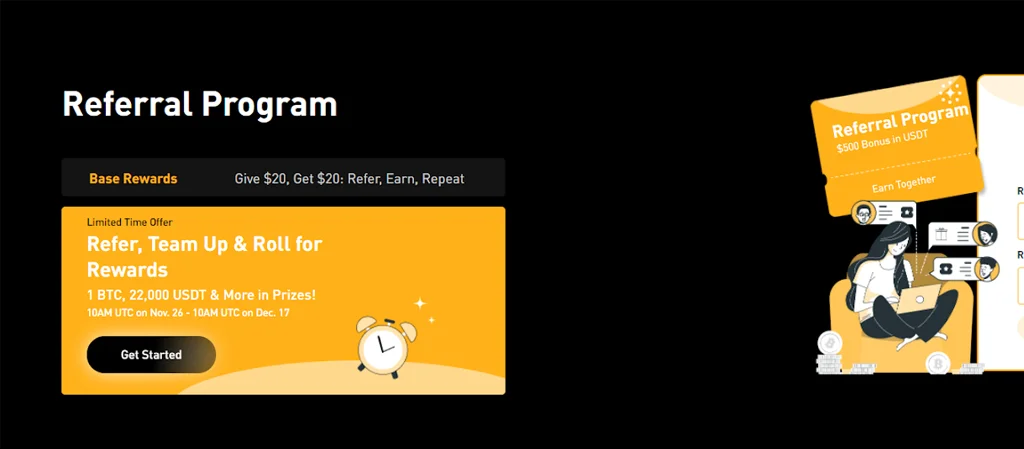 Referral Program
Base Rewards
Give $20, Get $20: Refer, Earn, Repeat
Limited Time Offer
Refer, Team Up & Roll for
Rewards
1 BTC, 22,000 USDT & More in Prizes!
10AM UTC on Nov. 26 - 10AM UTC on Dec. 17
Get Started
Referral Program
$500 Bonus in USDT
Earn Together